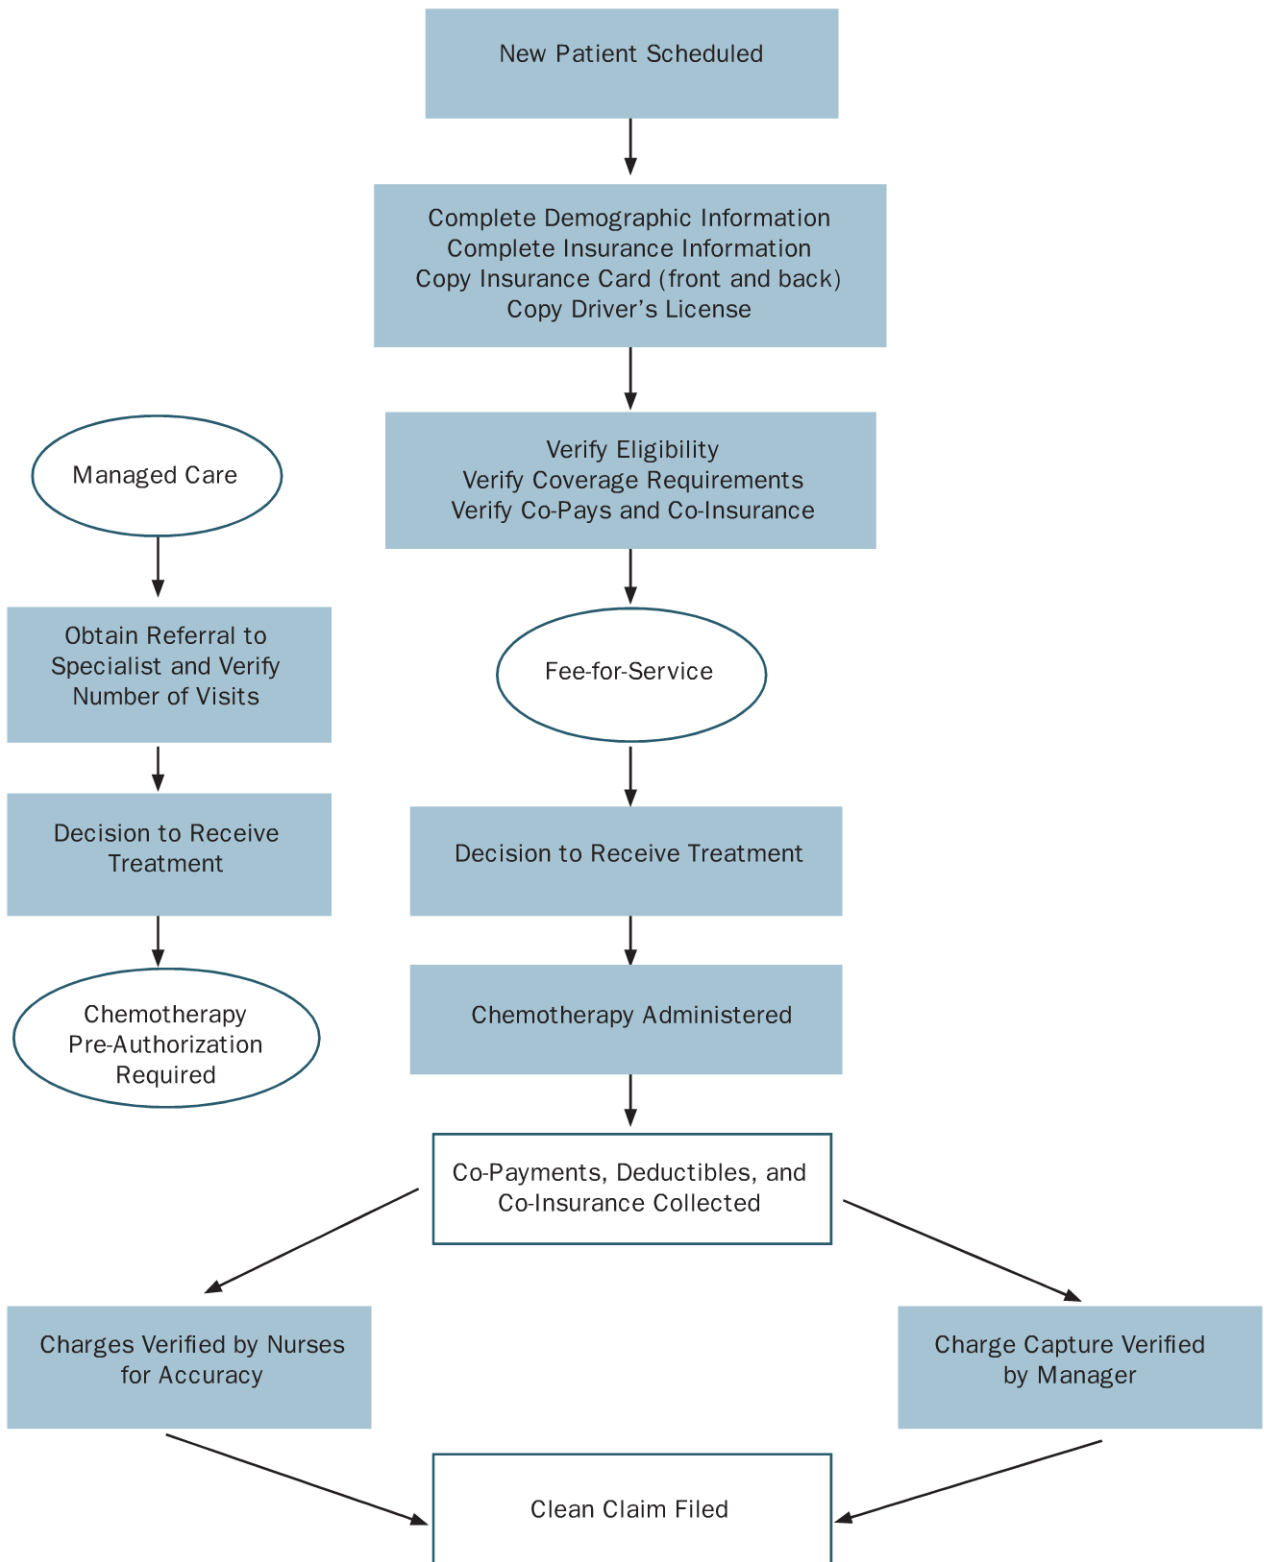 New Patient Scheduled
Complete Demographic Information
Complete Insurance Information
Copy Insurance Card (front and back)
Copy Driver’s License
Verify Eligibility
Verify Coverage Requirements
Verify Co-Pays and Co-Insurance
Managed Care
Obtain Referral to
Specialist and Verify
Number of Visits
Decision to Receive
Treatment
Chemotherapy
Pre-Authorization
Required
Fee-for-Service
Decision to Receive Treatment
Chemotherapy Administered
Co-Payments, Deductibles, and
Co-Insurance Collected
Charges Verified by Nurses
for Accuracy
Charge Capture Verified
by Manager
Clean Claim Filed